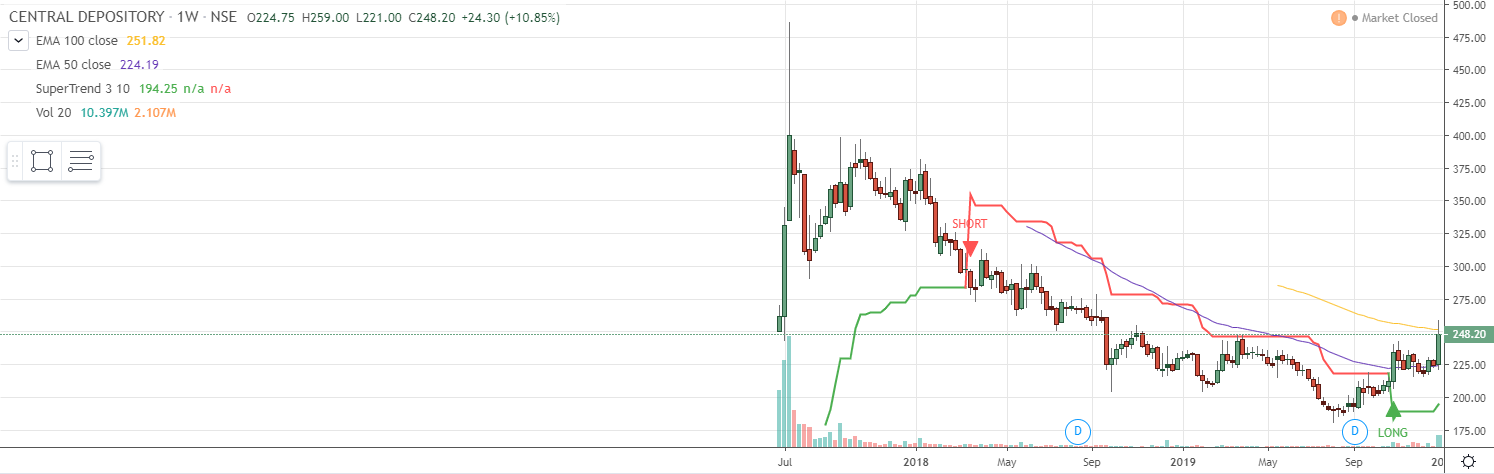 CENTRAL DEPOSITORY · 1W · NSE O224.75 H259.00 L221.00 C248.20 +24.30 (+10.85%)
! Market Closed
EMA 100 close 251.82
EMA 50 close 224.19
SuperTrend 3 10 194.25 n/a n/a
Vol 20 10.397M 2.107M
500.00
475.00
450.00
425.00
400.00
375.00
350.00
325.00
300.00
275.00
248.20
225.00
200.00
175.00
SHORT
D
D
LONG
Jul 2018 May Sep 2019 May Sep 20